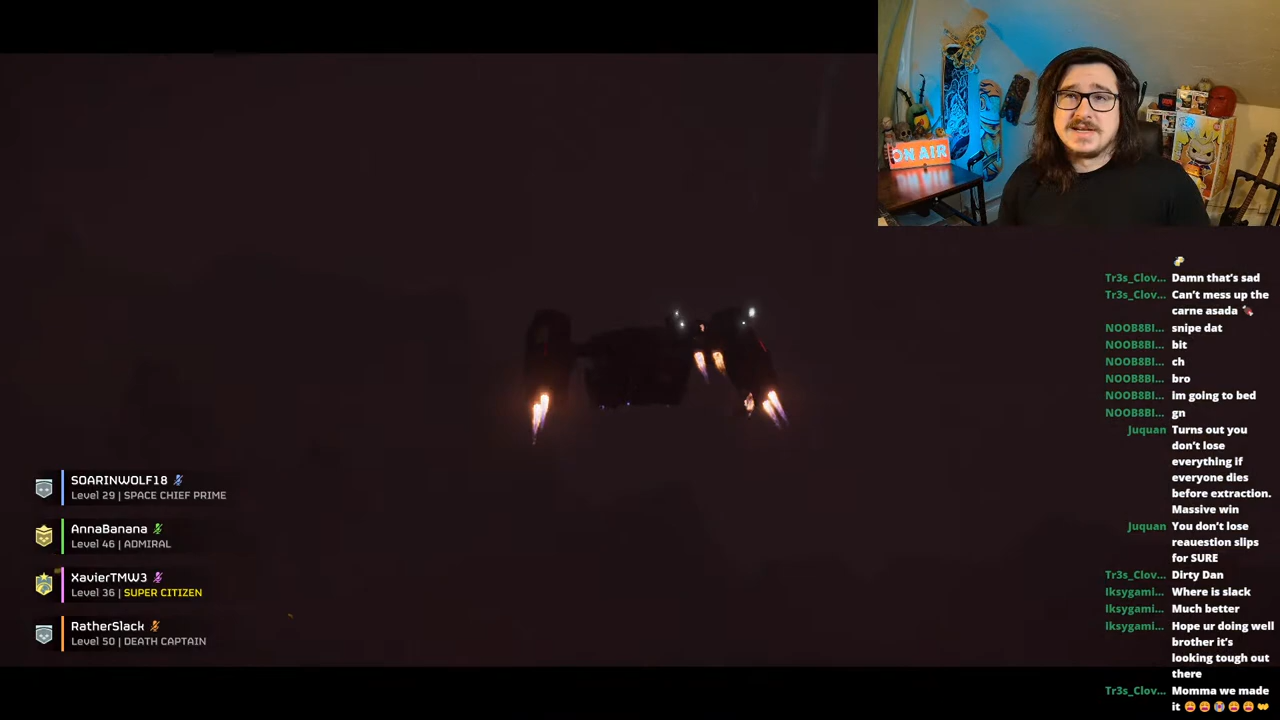 ON AIR
Tr3s_Clov... Damn that's sad
Tr3s_Clov... Can't mess up the
carne asada 🍖
NOOB8BI... snipe dat
NOOB8BI... bit
NOOB8BI... ch
NOOB8BI... bro
NOOB8BI... Im going to bed
NOOB8BI... gn
Juquan Turns out you
don't lose
everything if
everyone dies
before extraction.
Massive win
Juquan You don't lose
reauestion slips
for SURE
Tr3s_Clov... Dirty Dan
Iksygami... Where is slack
Iksygami... Much better
Iksygami... Hope ur doing well
brother it's
looking tough out
there
Tr3s_Clov... Momma we made
it
SOARINWOLF18
Level 29 | SPACE CHIEF PRIME
AnnaBanana
Level 46 | ADMIRAL
XavierTMW3
Level 36 | SUPER CITIZEN
RatherSlack
Level 50 | DEATH CAPTAIN